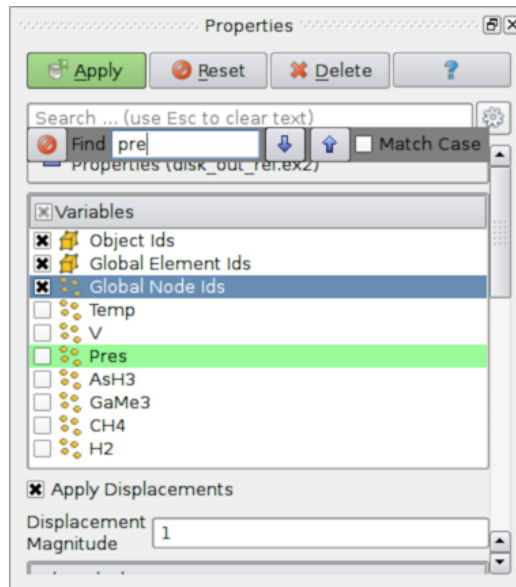 Properties
Apply Reset Delete ?
Search ... (use Esc to clear text)
Find pre Match Case
Properties (disk_out_ref.ex2)
Variables
Object Ids
Global Element Ids
Global Node Ids
Temp
V
Pres
AsH3
GaMe3
CH4
H2
Apply Displacements
Displacement
Magnitude
1